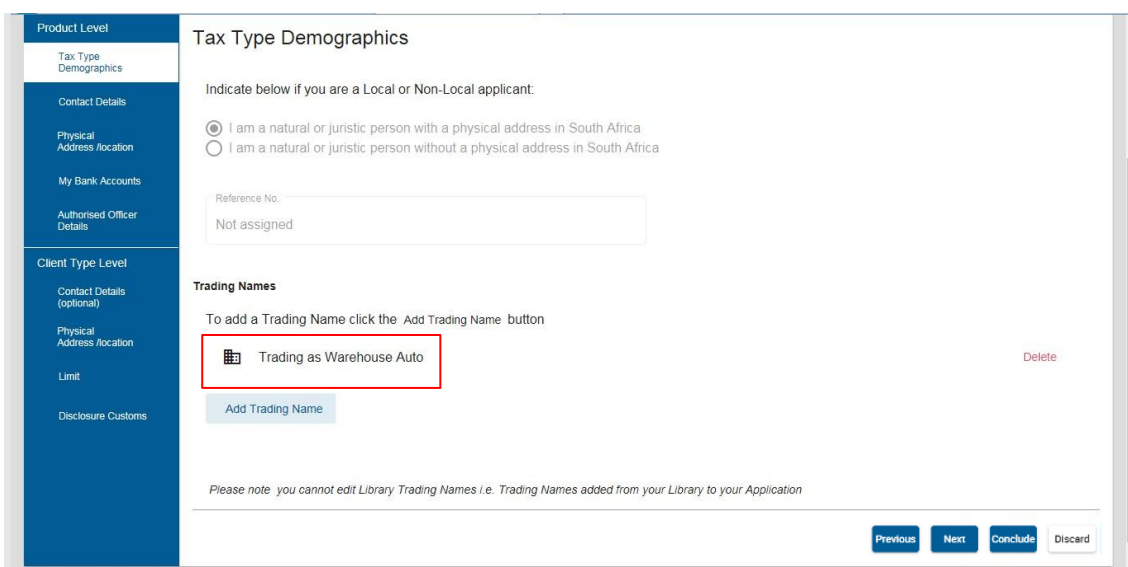 Product Level
Tax Type
Demographics
Contact Details
Physical
Address /location
My Bank Accounts
Authorised Officer
Details
Client Type Level
Contact Details
(optional)
Physical
Address /location
Limit
Disclosure Customs
Tax Type Demographics
Indicate below if you are a Local or Non-Local applicant:
I am a natural or juristic person with a physical address in South Africa
I am a natural or juristic person without a physical address in South Africa
Reference No.
Not assigned
Trading Names
To add a Trading Name click the Add Trading Name button
Trading as Warehouse Auto
Delete
Add Trading Name
Please note you cannot edit Library Trading Names i.e. Trading Names added from your Library to your Application
Previous
Next
Conclude
Discard